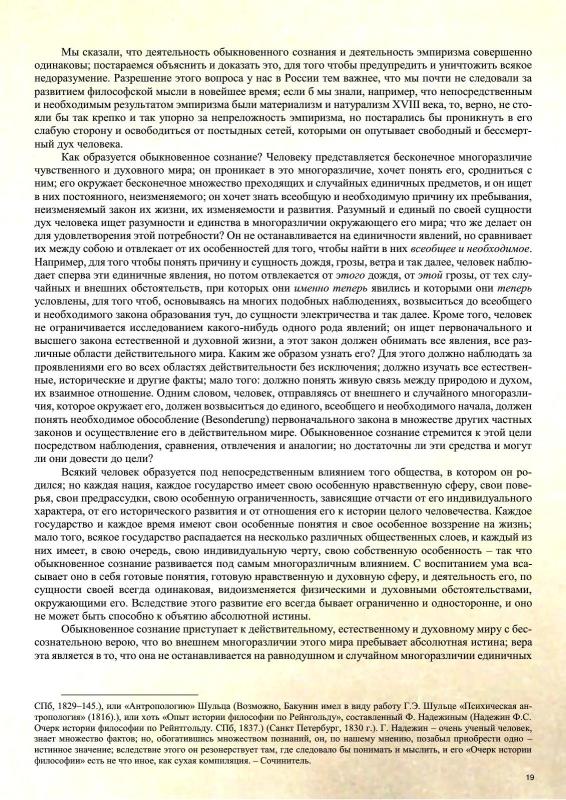 Мы сказали, что деятельность обыкновенного сознания и деятельность эмпиризма совершенно
одинаковы; постараемся объяснить и доказать это, для того чтобы предупредить и уничтожить всякое
недоразумение. Разрешение этого вопроса у нас в России тем важнее, что мы почти не следовали за
развитием философской мысли в новейшее время; если б мы знали, например, что непосредственным
и необходимым результатом эмпиризма были материализм и натурализм XVIII века, то, верно, не сто-
яли бы так крепко и так упорно за непреложность эмпиризма, но постарались бы проникнуть в его
слабую сторону и освободиться от постыдных сетей, которыми он опутывает свободный и бессмерт-
ный дух человека.
Как образуется обыкновенное сознание? Человеку представляется бесконечное многоразличие
чувственного и духовного мира; он проникает в это многоразличие, хочет понять его, сродниться с
ним; его окружает бесконечное множество преходящих и случайных единичных предметов, и он ищет
в них постоянного, неизменяемого; он хочет знать всеобщую и необходимую причину их пребывания,
неизменяемый закон их жизни, их изменяемости и развития. Разумный и единый по своей сущности
дух человека ищет разумности и единства в многоразличии окружающего его мира; что же делает он
для удовлетворения этой потребности? Он не останавливается на единичности явлений, но сравнивает
их между собою и отвлекает от их особенностей для того, чтобы найти в них всеобщее и необходимое.
Например, для того чтобы понять причину и сущность дождя, грозы, ветра и так далее, человек наблю-
дает сперва эти единичные явления, но потом отвлекается от этого дождя, от этой грозы, от тех слу-
чайных и внешних обстоятельств, при которых они именно теперь явились и которыми они теперь
условлены, для того чтоб, основываясь на многих подобных наблюдениях, возвыситься до всеобщего
и необходимого закона образования туч, до сущности электричества и так далее. Кроме того, человек
не ограничивается исследованием какого-нибудь одного рода явлений; он ищет первоначального и
высшего закона естественной и духовной жизни, а этот закон должен обнимать все явления, все раз-
личные области действительного мира. Каким же образом узнать его? Для этого должно наблюдать за
проявлениями его во всех областях действительности без исключения; должно изучать все естествен-
ные, исторические и другие факты; мало того: должно понять живую связь между природою и духом,
их взаимное отношение. Одним словом, человек, отправляясь от внешнего и случайного многоразли-
чия, которое окружает его, должен возвыситься до единого, всеобщего и необходимого начала, должен
понять необходимое обособление (Besonderung) первоначального закона в множестве других частных
законов и осуществление его в действительном мире. Обыкновенное сознание стремится к этой цели
посредством наблюдения, сравнения, отвлечения и аналогии; но достаточны ли эти средства и могут
ли они довести до цели?
Всякий человек образуется под непосредственным влиянием того общества, в котором он ро-
дился; но каждая нация, каждое государство имеет свою особенную нравственную сферу, свои пове-
рья, свои предрассудки, свою особенную ограниченность, зависящие отчасти от его индивидуального
характера, от его исторического развития и от отношения его к истории целого человечества. Каждое
государство и каждое время имеют свои особенные понятия и свое особенное воззрение на жизнь;
мало того, всякое государство распадается на несколько различных общественных слоев, и каждый из
них имеет, в свою очередь, свою индивидуальную черту, свою собственную особенность – так что
обыкновенное сознание развивается под самым многоразличным влиянием. С воспитанием ума вса-
сывает оно в себя готовые понятия, готовую нравственную и духовную сферу, и деятельность его, по
сущности своей всегда одинаковая, видоизменяется физическими и духовными обстоятельствами,
окружающими его. Вследствие этого развитие его всегда бывает ограниченно и односторонне, и оно
не может быть способно к объятию абсолютной истины.
Обыкновенное сознание приступает к действительному, естественному и духовному миру с бес-
сознательною верою, что во внешнем многоразличии этого мира пребывает абсолютная истина; вера
эта является в то, что она не останавливается на равнодушном и случайном многоразличии единичных
СПб, 1829–145.), или «Антропологию» Шульца (Возможно, Бакунин имел в виду работу Г.Э. Шульце «Психическая ан-
тропология» (1816).), или хоть «Опыт истории философии по Рейнгольду», составленный Ф. Надежиным (Надежин Ф.С.
Очерк истории философии по Рейнтгольду. СПб, 1837.) (Санкт Петербург, 1830 г.). Г. Надежин – очень ученый человек,
знает множество фактов; но, обогатившись множеством познаний, он, по нашему мнению, позабыл приобрести одно –
истинное значение; вследствие этого он резонерствует там, где следовало бы понимать и мыслить, и его «Очерк истории
философии» есть не что иное, как сухая компиляция. – Сочинитель.
19